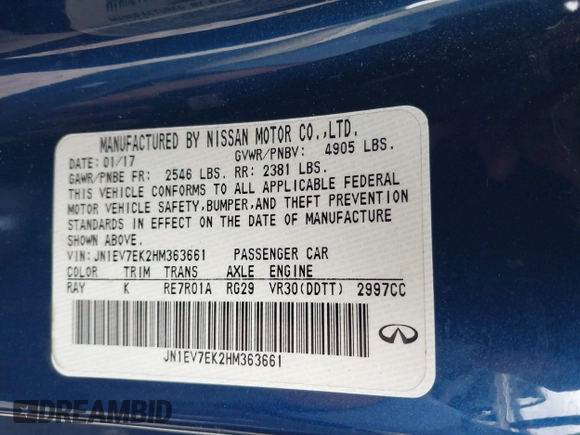 MANUFACTURED BY NISSAN MOTOR CO.,LTD.
DATE: 01/17 GVWR/PNBV: 4905 LBS.
GAWR/PNBE FR: 2546 LBS. RR: 2381 LBS.
THIS VEHICLE CONFORMS TO ALL APPLICABLE FEDERAL
MOTOR VEHICLE SAFETY,BUMPER,AND THEFT PREVENTION
STANDARDS IN EFFECT ON THE DATE OF MANUFACTURE
SHOWN ABOVE.
VIN: JN1EV7EK2HM363661 PASSENGER CAR
COLOR TRIM TRANS AXLE ENGINE
RAY K RE7R01A RG29 VR30(DDTT) 2997CC
JN1EV7EK2HM363661
DREAMBID